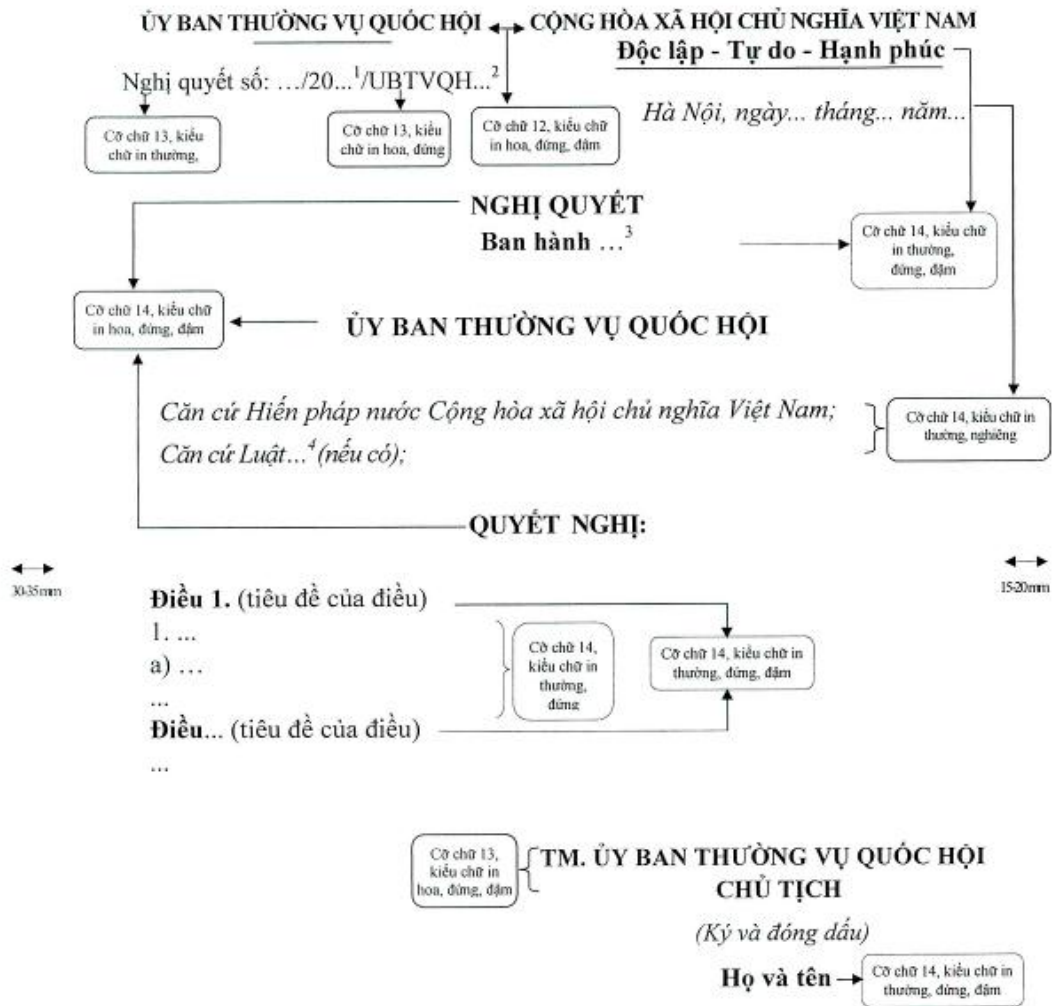 ỦY BAN THƯỜNG VỤ QUỐC HỘI
CỘNG HÒA XÃ HỘI CHỦ NGHĨA VIỆT NAM
Độc lập - Tự do - Hạnh phúc
Nghị quyết số: …/20...1/UBTVQH...2
Hà Nội, ngày... tháng... năm...
Cỡ chữ 13, kiểu
chữ in thường,
Cỡ chữ 13, kiểu
chữ in hoa, đứng
Cỡ chữ 12, kiểu chữ
in hoa, đứng, đậm
NGHỊ QUYẾT
Ban hành …3
Cỡ chữ 14, kiểu chữ
in thường,
đứng, đậm
Cỡ chữ 14, kiểu chữ
in hoa, đứng, đậm
ỦY BAN THƯỜNG VỤ QUỐC HỘI
Căn cứ Hiến pháp nước Cộng hòa xã hội chủ nghĩa Việt Nam;
Căn cứ Luật...4 (nếu có);
Cỡ chữ 14, kiểu chữ in
thường, nghiêng
QUYẾT NGHỊ:
30-35mm
15-20mm
Điều 1. (tiêu đề của điều)
1. ...
a) …
...
Điều... (tiêu đề của điều)
...
Cỡ chữ 14,
kiểu chữ in
thường,
đứng
Cỡ chữ 14, kiểu chữ in
thường, đứng, đậm
Cỡ chữ 13,
kiểu chữ in
hoa, đứng, đậm
TM. ỦY BAN THƯỜNG VỤ QUỐC HỘI
CHỦ TỊCH
(Ký và đóng dấu)
Họ và tên
Cỡ chữ 14, kiểu chữ in
thường, đứng, đậm